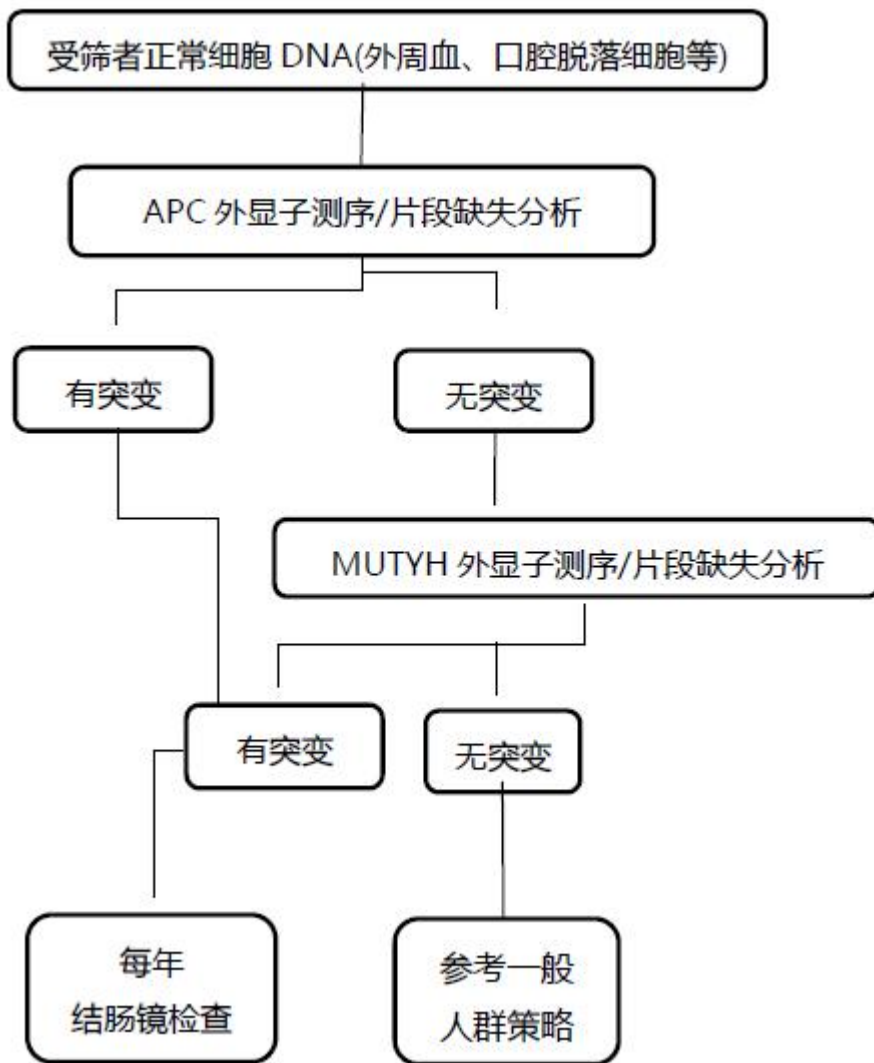 受筛者正常细胞 DNA(外周血、口腔脱落细胞等)
APC 外显子测序/片段缺失分析
有突变
无突变
MUTYH 外显子测序/片段缺失分析
有突变
无突变
每年
结肠镜检查
参考一般
人群策略